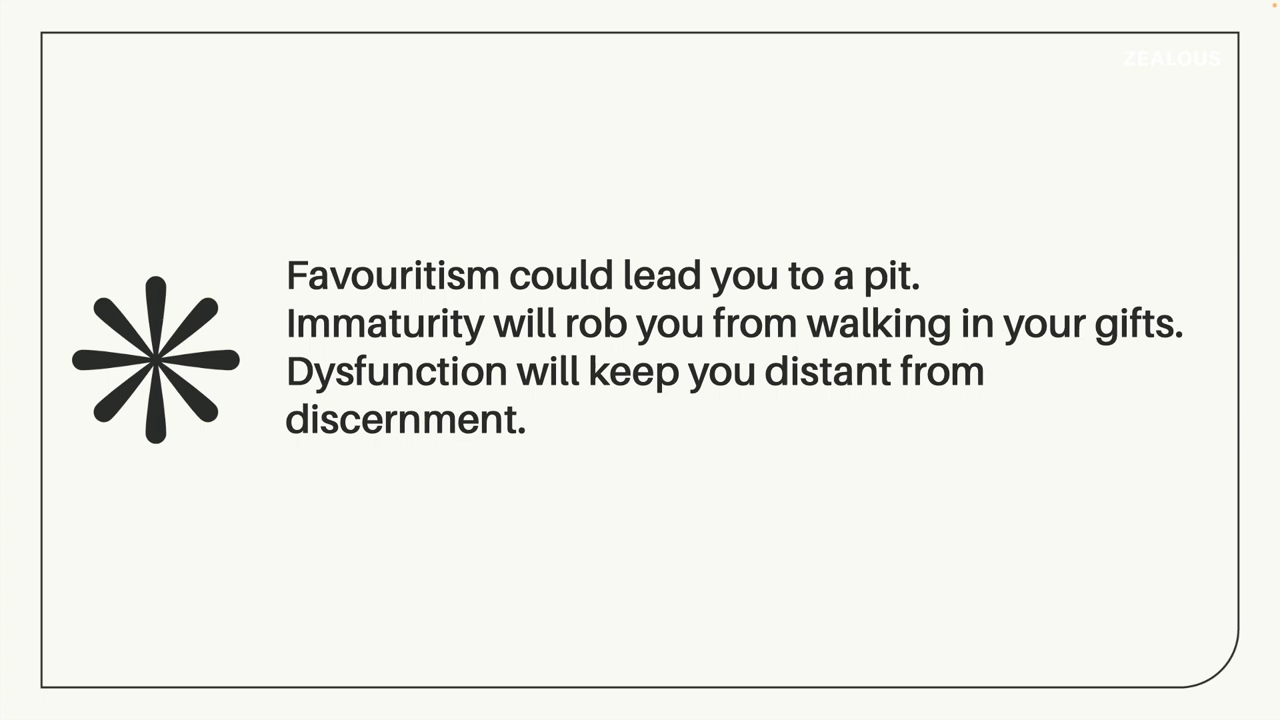 ZEALOUS
Favouritism could lead you to a pit.
Immaturity will rob you from walking in your gifts.
Dysfunction will keep you distant from
discernment.